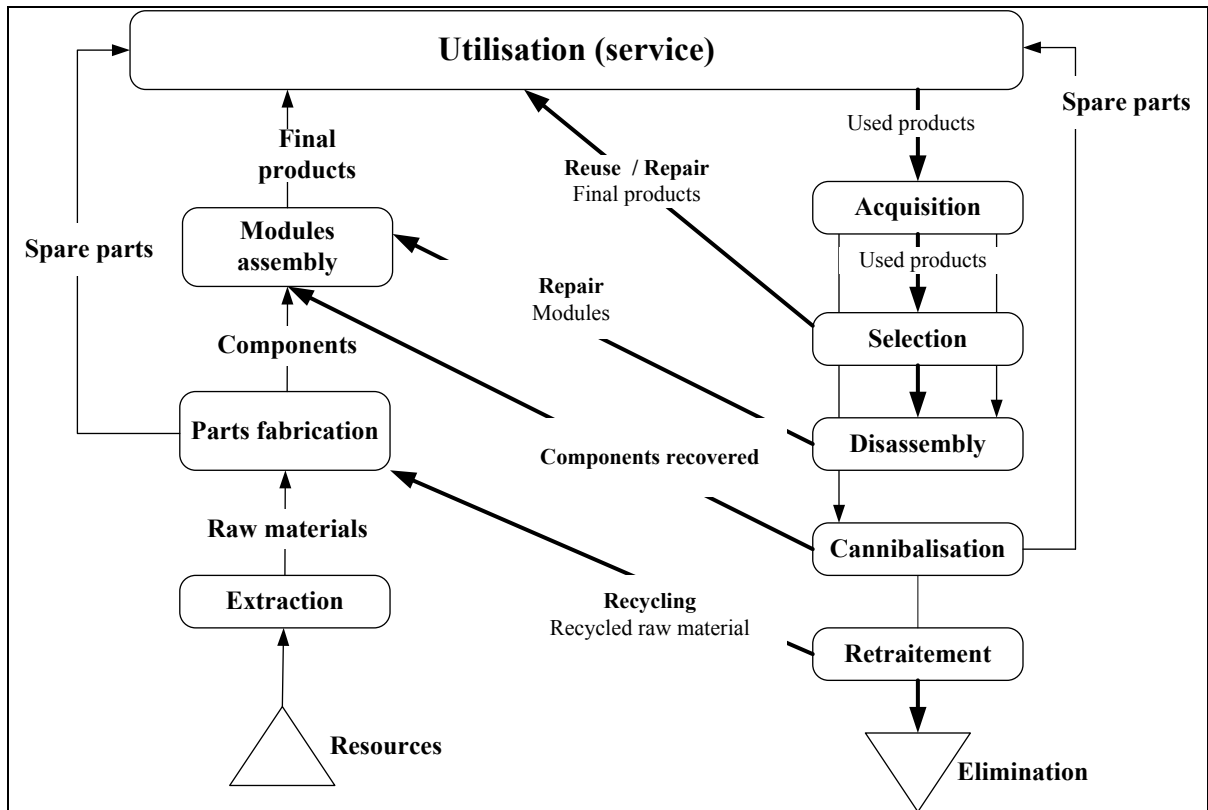 Utilisation (service)
Spare parts
Used products
Final
products
Reuse / Repair
Final products
Acquisition
Spare parts
Modules
assembly
Used products
Repair
Modules
Selection
Components
Parts fabrication
Disassembly
Components recovered
Raw materials
Cannibalisation
Extraction
Recycling
Recycled raw material
Retraitement
Resources
Elimination